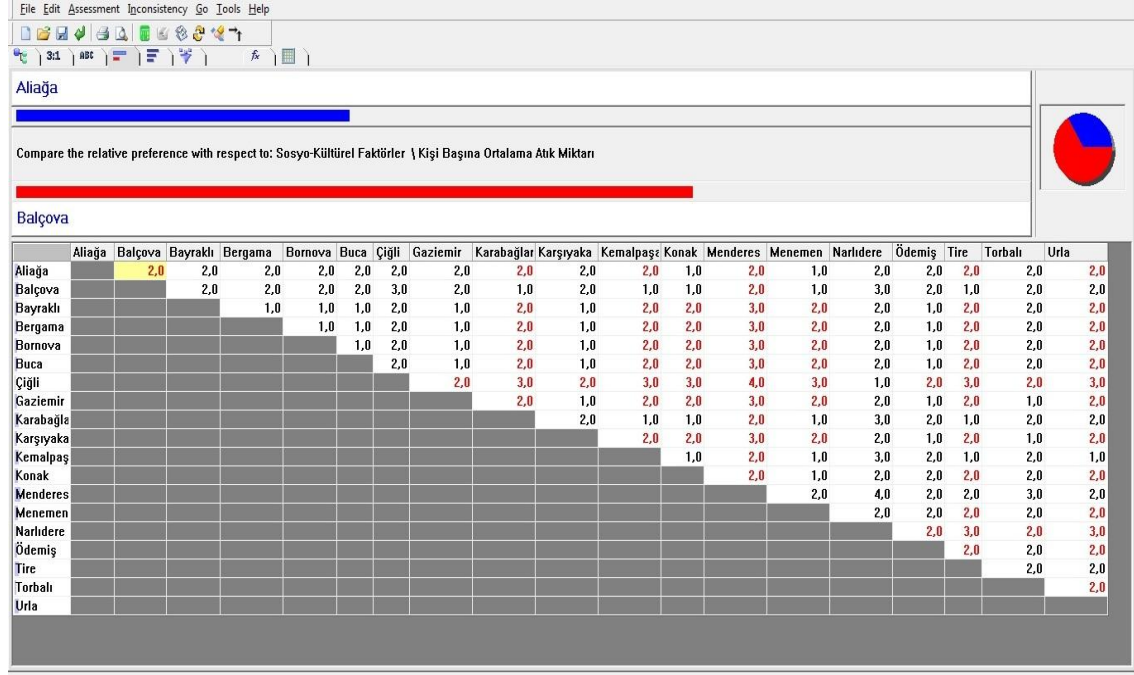 File Edit Assessment Inconsistency Go Tools Help
3:1 ABC fx
Aliağa
Compare the relative preference with respect to: Sosyo-Kültürel Faktörler \ Kişi Başına Ortalama Atık Miktarı
Balçova
Aliağa Balçova Bayraklı Bergama Bornova Buca Çiğli Gaziemir Karabağlar Karşıyaka Kemalpaşa Konak Menderes Menemen Narlıdere Ödemiş Tire Torbalı Urla
Aliağa 2,0 2,0 2,0 2,0 2,0 2,0 2,0 2,0 2,0 2,0 1,0 2,0 1,0 2,0 2,0 2,0 2,0 2,0
Balçova 2,0 2,0 2,0 2,0 3,0 2,0 1,0 2,0 1,0 1,0 2,0 1,0 3,0 2,0 1,0 2,0 2,0
Bayraklı 1,0 1,0 1,0 2,0 1,0 2,0 1,0 2,0 2,0 3,0 2,0 2,0 1,0 2,0 2,0 2,0
Bergama 1,0 1,0 2,0 1,0 2,0 1,0 2,0 2,0 3,0 2,0 2,0 1,0 2,0 2,0 2,0
Bornova 1,0 2,0 1,0 2,0 1,0 2,0 2,0 3,0 2,0 2,0 1,0 2,0 2,0 2,0
Buca 2,0 1,0 2,0 1,0 2,0 2,0 3,0 2,0 2,0 1,0 2,0 2,0 2,0
Çiğli 2,0 3,0 2,0 3,0 3,0 4,0 3,0 1,0 2,0 3,0 2,0 3,0
Gaziemir 2,0 1,0 2,0 2,0 3,0 2,0 2,0 1,0 2,0 1,0 2,0
Karabağla 2,0 1,0 1,0 2,0 1,0 3,0 2,0 1,0 2,0 2,0
Karşıyaka 2,0 2,0 3,0 2,0 2,0 1,0 2,0 1,0 2,0
Kemalpaş 1,0 2,0 1,0 3,0 2,0 1,0 2,0 1,0
Konak 2,0 1,0 2,0 2,0 2,0 2,0 2,0
Menderes 2,0 4,0 2,0 2,0 3,0 2,0
Menemen 2,0 2,0 2,0 2,0 2,0
Narlıdere 2,0 3,0 2,0 3,0
Ödemiş 2,0 2,0 2,0
Tire 2,0 2,0
Torbalı 2,0
Urla